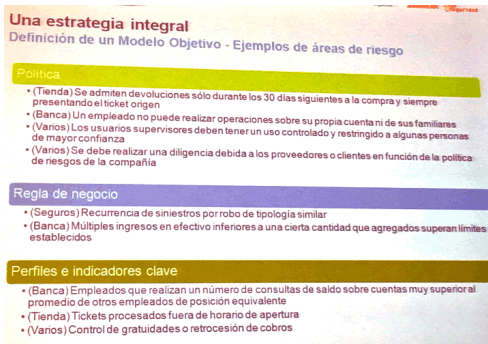 Una estrategia integral
Definición de un Modelo Objetivo - Ejemplos de áreas de riesgo
Política
• (Tienda) Se admiten devoluciones sólo durante los 30 días siguientes a la compra y siempre
presentando el ticket origen
• (Banca) Un empleado no puede realizar operaciones sobre su propia cuenta ni de sus familiares
• (Varios) Los usuarios supervisores deben tener un uso controlado y restringido a algunas personas
de mayor confianza
• (Varios) Se debe realizar una diligencia debida a los proveedores o clientes en función de la política
de riesgos de la compañía
Regla de negocio
• (Seguros) Recurrencia de siniestros por robo de tipología similar
• (Banca) Múltiples ingresos en efectivo inferiores a una cierta cantidad que agregados superan límites
establecidos
Perfiles e indicadores clave
• (Banca) Empleados que realizan un número de consultas de saldo sobre cuentas muy superior al
promedio de otros empleados de posición equivalente
• (Tienda) Tickets procesados fuera de horario de apertura
• (Varios) Control de gratuidades o retrocesión de cobros